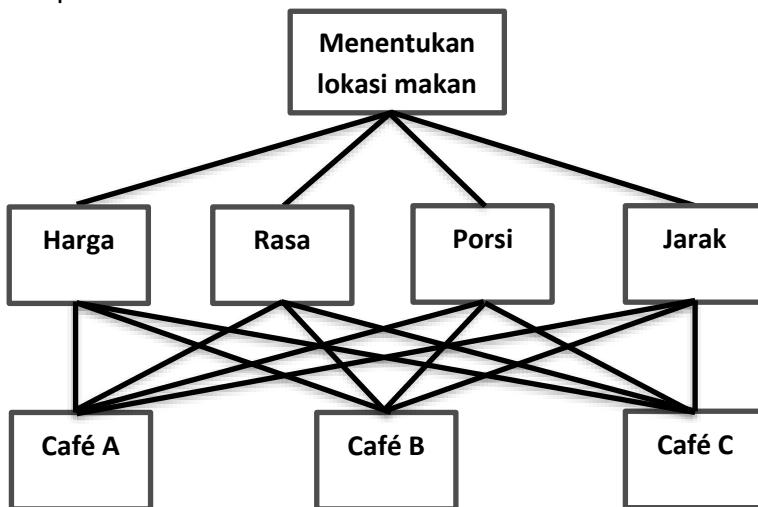 Menentukan
lokasi makan
Harga
Rasa
Porsi
Jarak
Café A
Café B
Café C